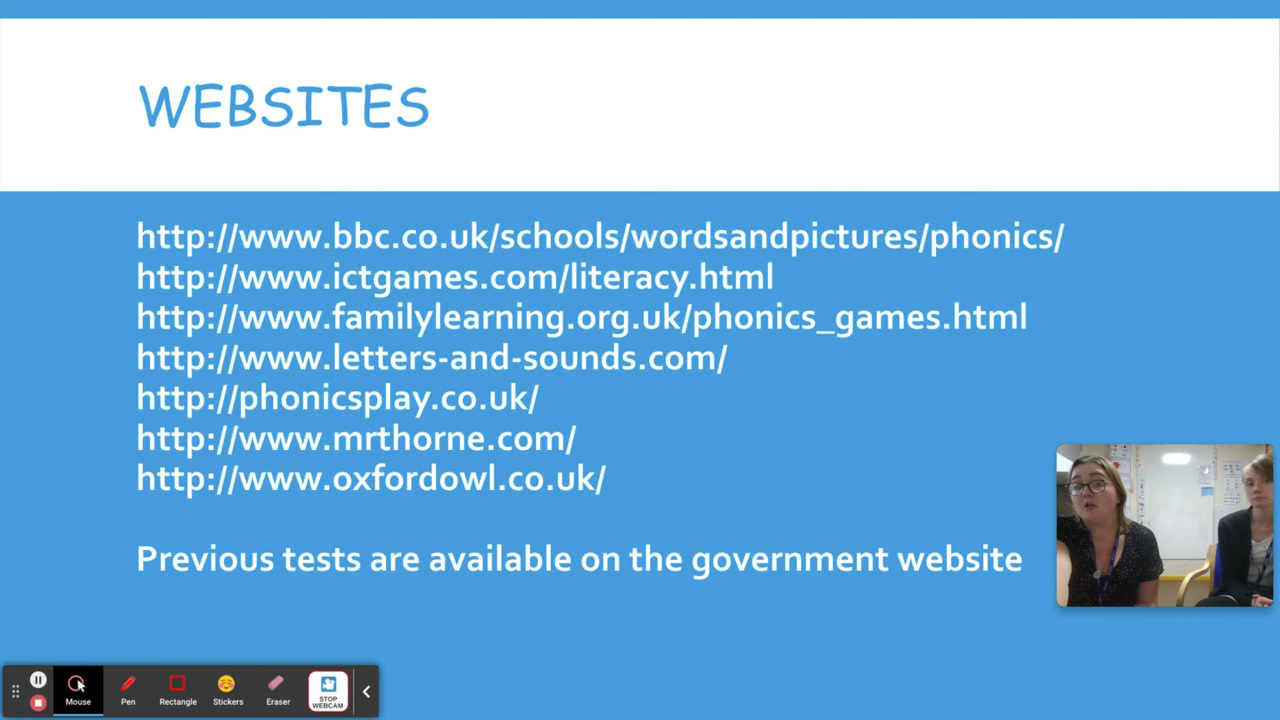 WEBSITES
http://www.bbc.co.uk/schools/wordsandpictures/phonics/
http://www.ictgames.com/literacy.html
http://www.familylearning.org.uk/phonics_games.html
http://www.letters-and-sounds.com/
http://phonicsplay.co.uk/
http://www.mrthorne.com/
http://www.oxfordowl.co.uk/
Previous tests are available on the government website
Mouse
Pen
Rectangle
Stickers
Eraser
STOP
WEBCAM